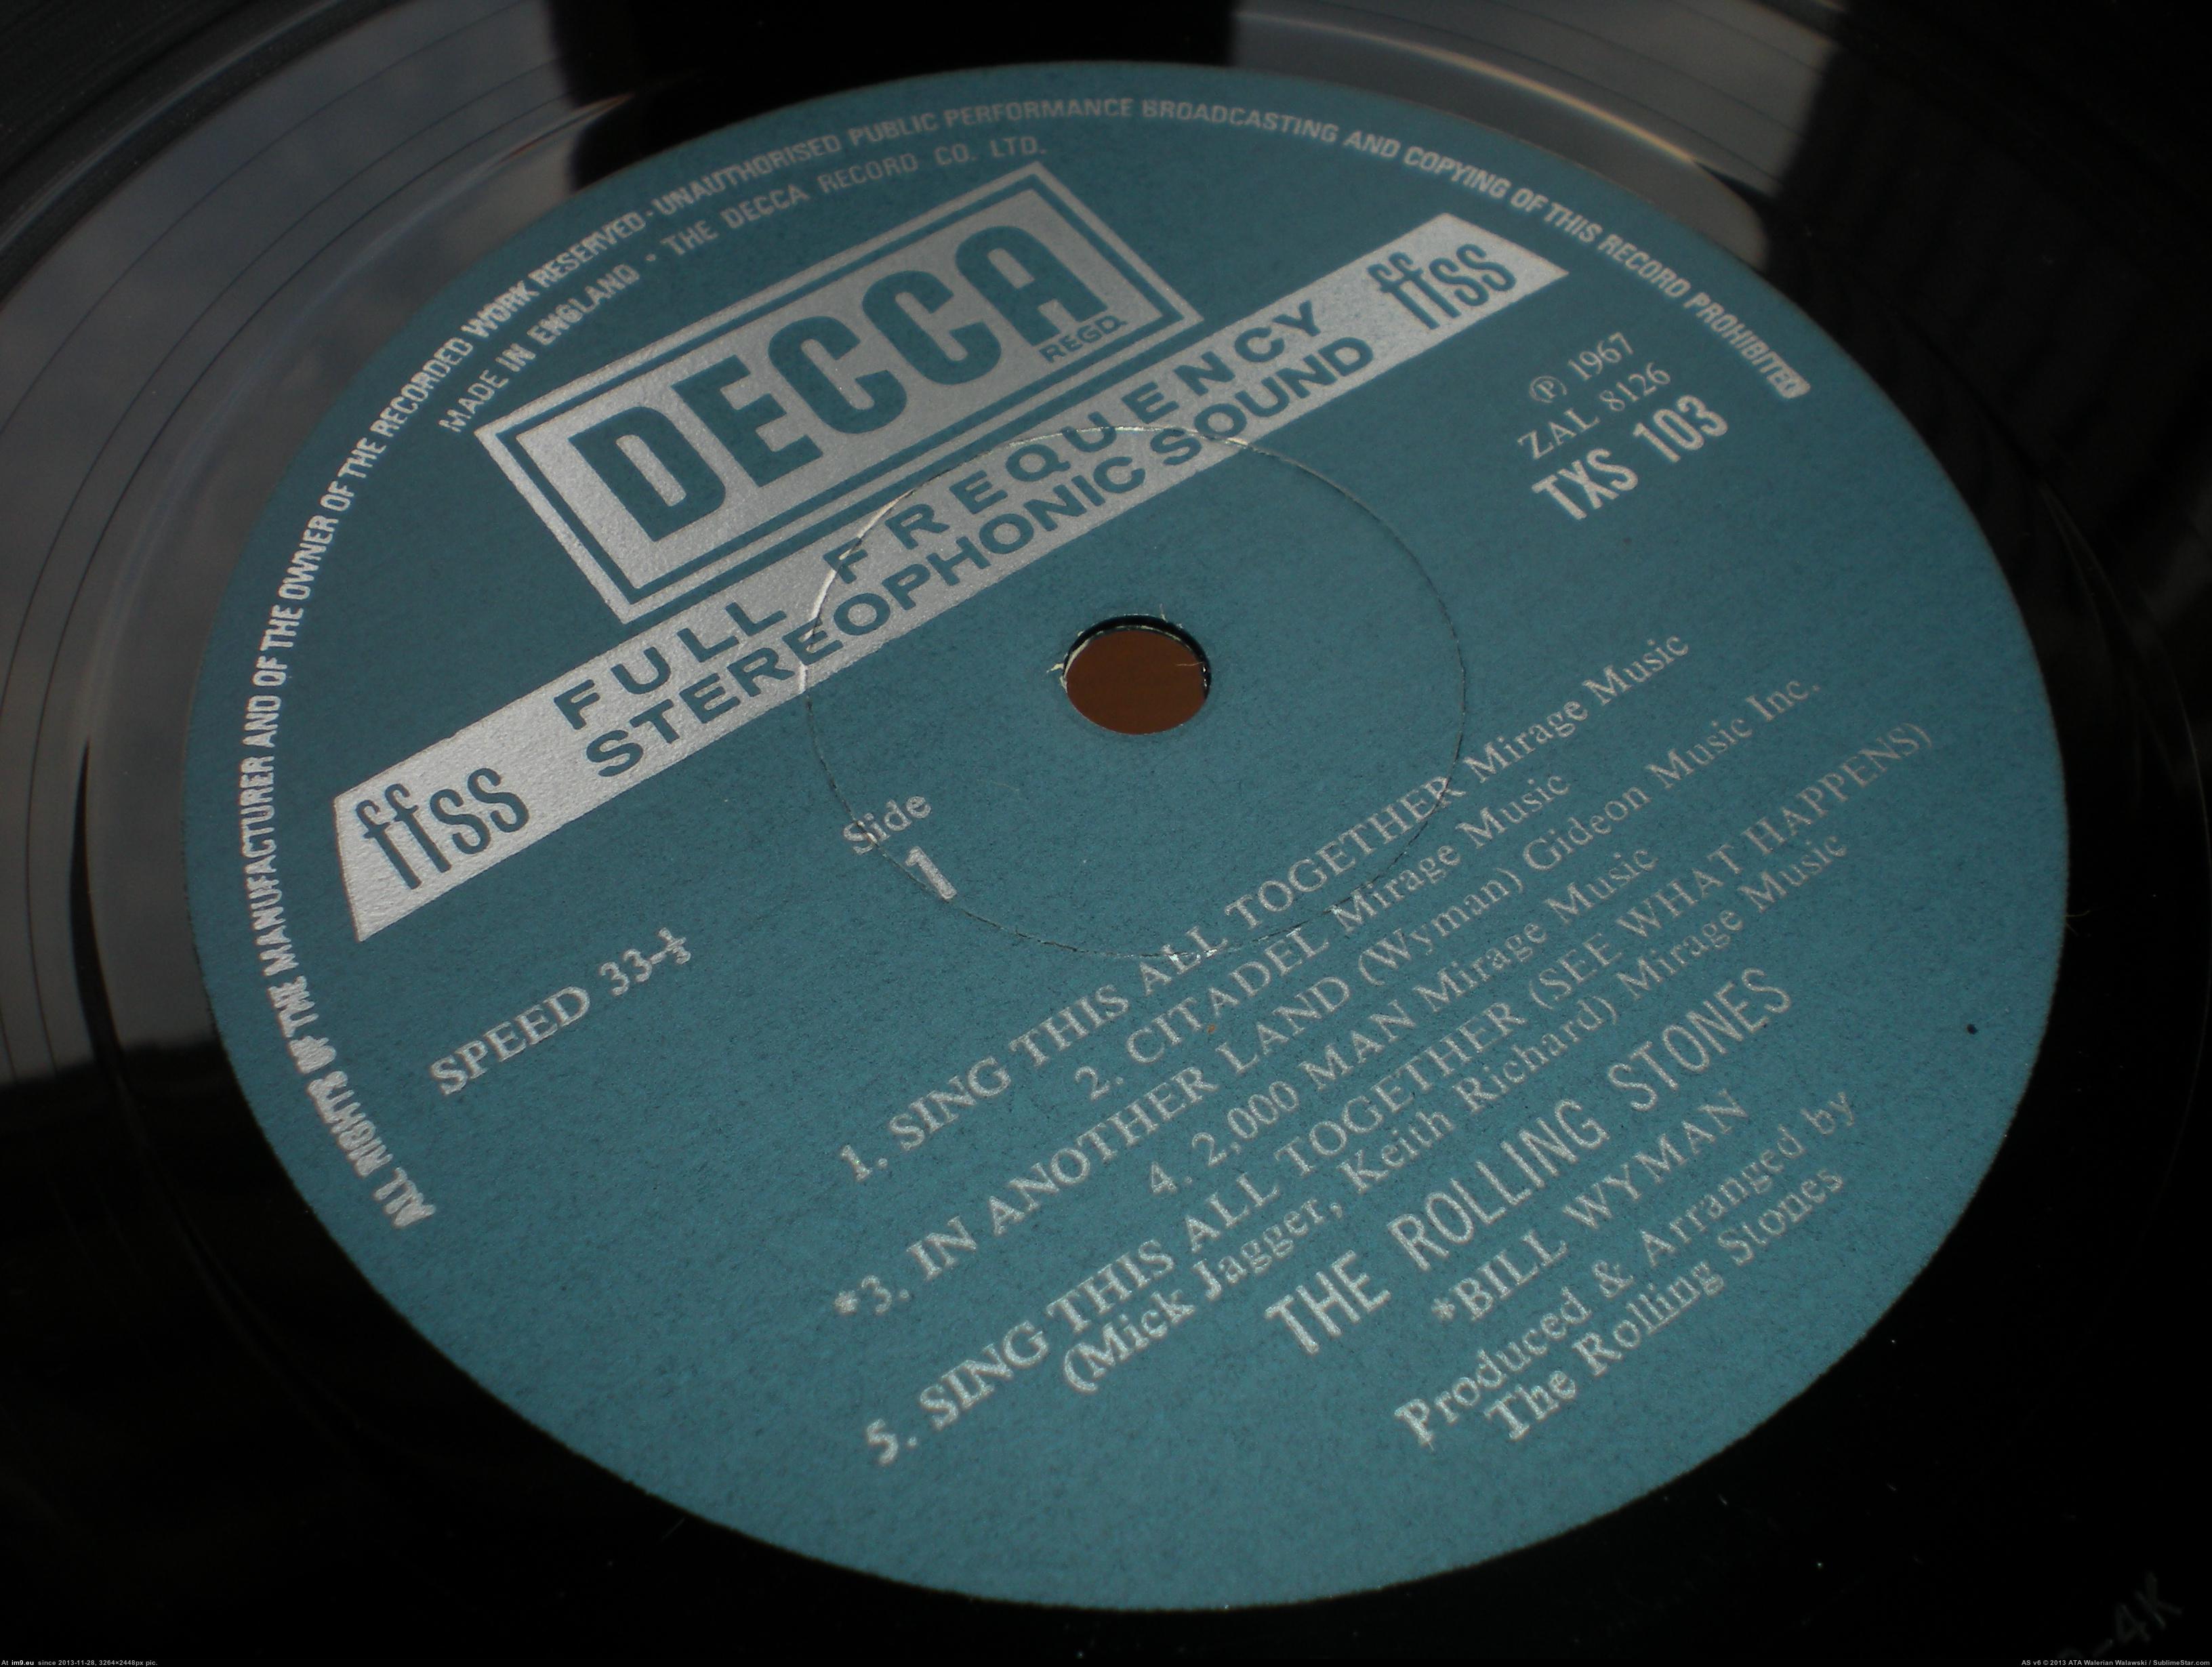 ALL RIGHTS OF THE MANUFACTURER AND OF THE OWNER OF THE RECORDED WORK RESERVED · UNAUTHORISED PUBLIC PERFORMANCE BROADCASTING AND COPYING OF THIS RECORD PROHIBITED
MADE IN ENGLAND · THE DECCA RECORD CO. LTD.
DECCA
REGD.
ffss FULL FREQUENCY ffss
STEREOPHONIC SOUND
℗ 1967
ZAL 8126
TXS 103
Side
1
SPEED 33-⅓
1. SING THIS ALL TOGETHER Mirage Music
2. CITADEL Mirage Music
*3. IN ANOTHER LAND (Wyman) Gideon Music Inc.
4. 2,000 MAN Mirage Music
5. SING THIS ALL TOGETHER (SEE WHAT HAPPENS)
(Mick Jagger, Keith Richard) Mirage Music
THE ROLLING STONES
*BILL WYMAN
Produced & Arranged by
The Rolling Stones
-4K
At im9.eu since 2013-11-28, 3264×2448px pic.
AS v6 © 2013 ATA Walerian Walawski / SublimeStar.com